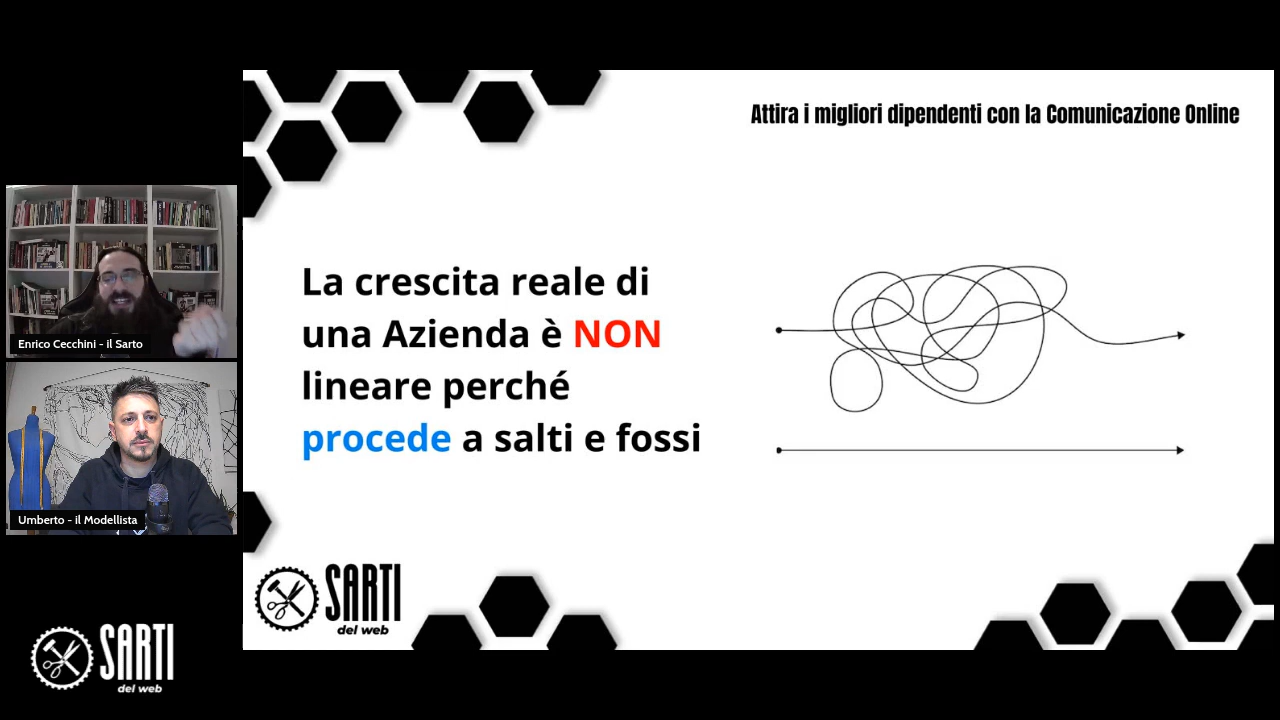 Attira i migliori dipendenti con la Comunicazione Online
La crescita reale di
una Azienda è NON
lineare perché
procede a salti e fossi
Enrico Cecchini - il Sarto
Umberto - il Modellista
SARTI
del web
SARTI
del web